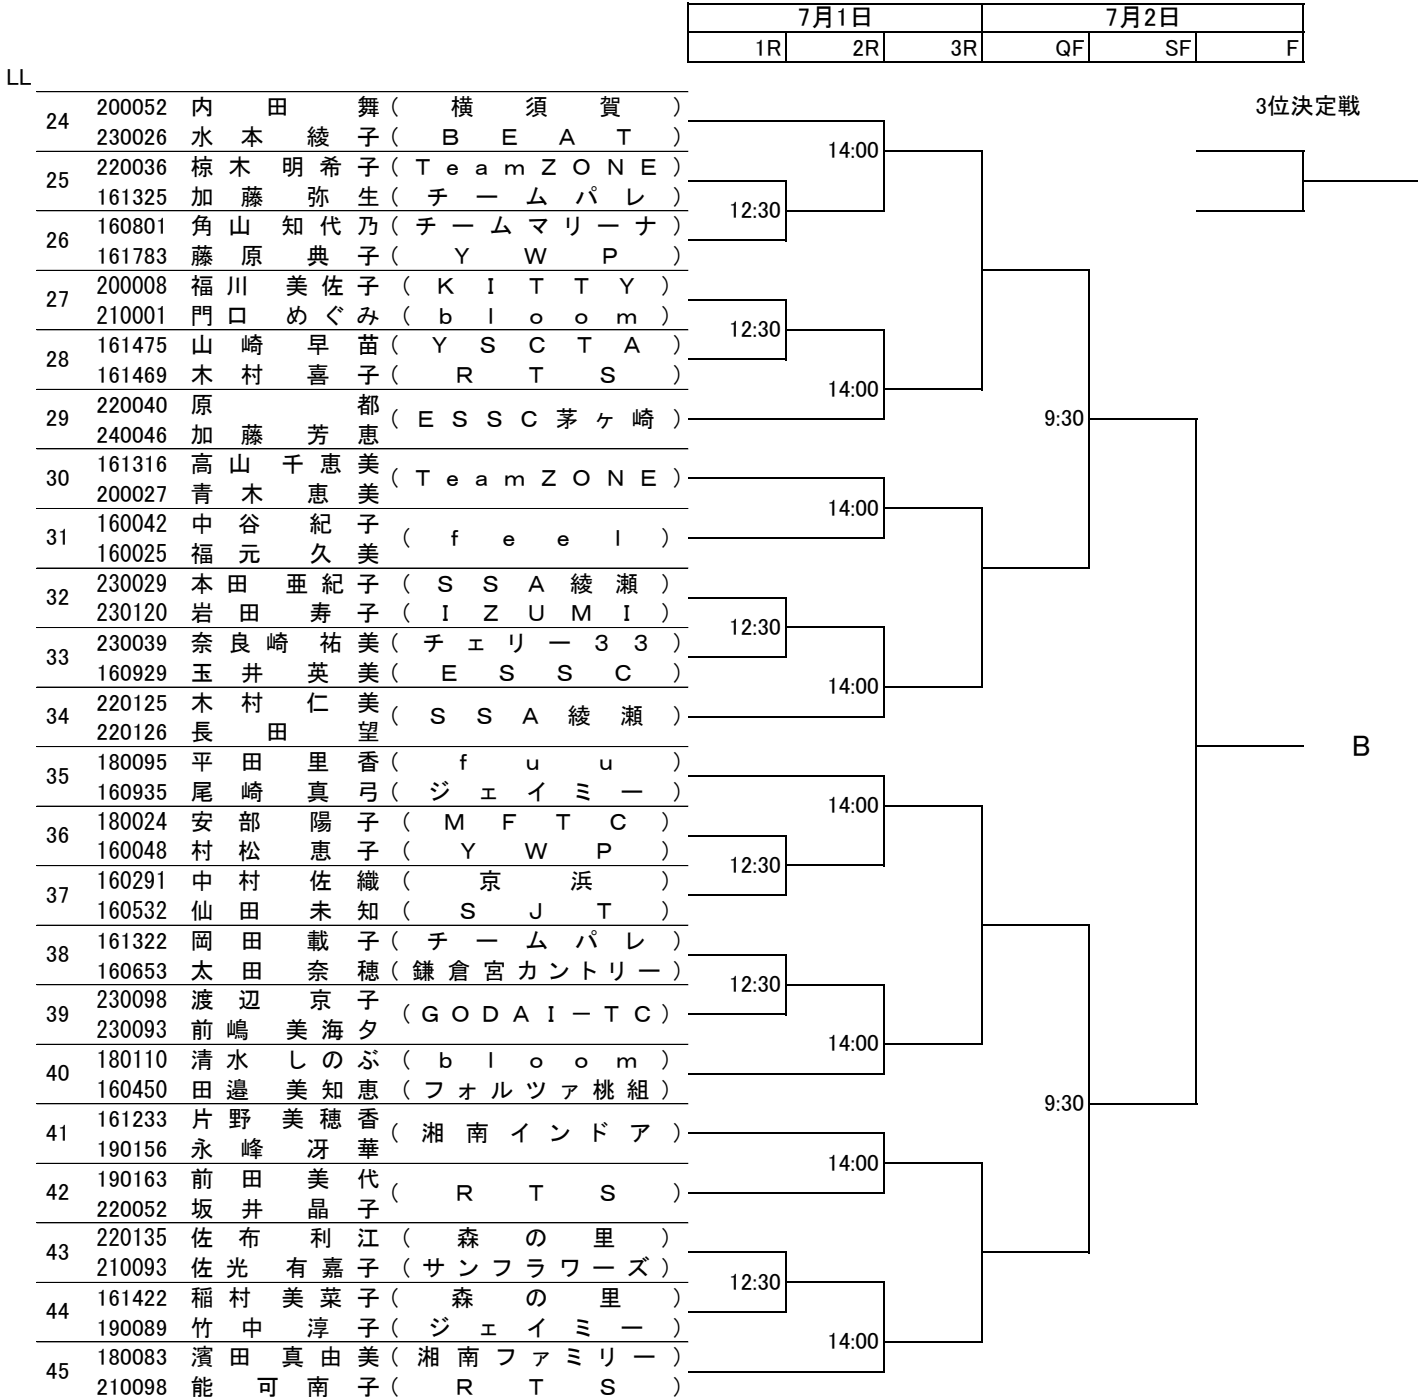 7月1日 7月2日
1R 2R 3R QF SF F
LL
3位決定戦
24 200052 内田 舞 (横須賀)
230026 水本 綾子 (BEAT)
14:00
25 220036 椋木 明希子 (TeamZONE)
161325 加藤 弥生 (チームパレ)
12:30
26 160801 角山 知代乃 (チームマリーナ)
161783 藤原 典子 (YWP)
27 200008 福川 美佐子 (KITTY)
210001 門口 めぐみ (bloom)
12:30
28 161475 山崎 早苗 (YSCTA)
161469 木村 喜子 (RTS)
14:00
29 220040 原 都 (ESSC茅ヶ崎)
240046 加藤 芳恵
9:30
30 161316 高山 千恵美 (TeamZONE)
200027 青木 恵美
14:00
31 160042 中谷 紀子 (feel)
160025 福元 久美
32 230029 本田 亜紀子 (SSA綾瀬)
230120 岩田 寿子 (IZUMI)
12:30
33 230039 奈良崎 祐美 (チェリー33)
160929 玉井 英美 (ESSC)
14:00
34 220125 木村 仁美 (SSA綾瀬)
220126 長田 望
B
35 180095 平田 里香 (fuu)
160935 尾崎 真弓 (ジェイミー)
14:00
36 180024 安部 陽子 (MFTC)
160048 村松 恵子 (YWP)
12:30
37 160291 中村 佐織 (京浜)
160532 仙田 未知 (SJT)
38 161322 岡田 載子 (チームパレ)
160653 太田 奈穂 (鎌倉宮カントリー)
12:30
39 230098 渡辺 京子 (GODAI-TC)
230093 前嶋 美海夕
14:00
40 180110 清水 しのぶ (bloom)
160450 田邉 美知恵 (フォルツァ桃組)
9:30
41 161233 片野 美穂香 (湘南インドア)
190156 永峰 冴華
14:00
42 190163 前田 美代 (RTS)
220052 坂井 晶子
43 220135 佐布 利江 (森の里)
210093 佐光 有嘉子 (サンフラワーズ)
12:30
44 161422 稲村 美菜子 (森の里)
190089 竹中 淳子 (ジェイミー)
14:00
45 180083 濱田 真由美 (湘南ファミリー)
210098 能 可南子 (RTS)